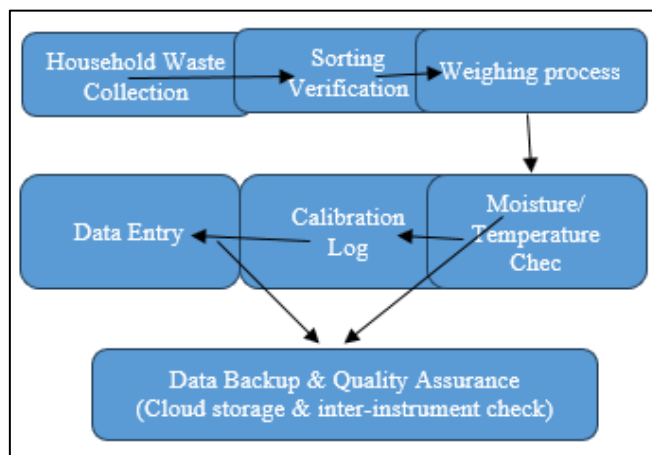 Household Waste
Collection
Sorting
Verification
Weighing process
Data Entry
Calibration
Log
Moisture/
Temperature
Chec
Data Backup & Quality Assurance
(Cloud storage & inter-instrument check)